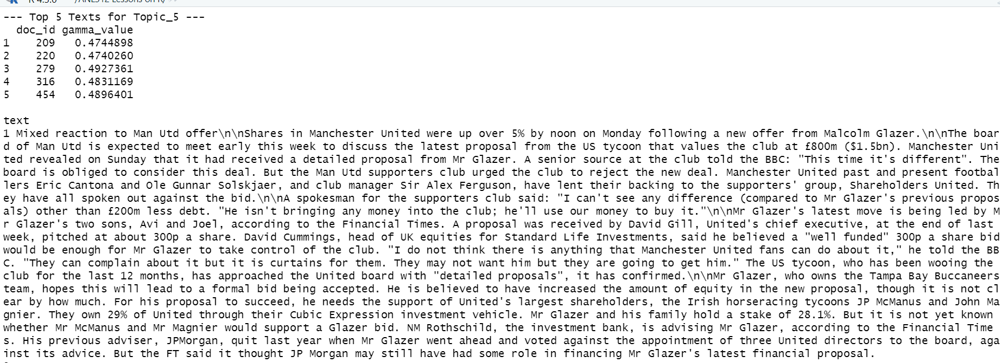 R 4.5.0 ~/ANL312 Lessons on R/
--- Top 5 Texts for Topic_5 ---
  doc_id gamma_value
1    209   0.4744898
2    220   0.4740260
3    279   0.4927361
4    316   0.4831169
5    454   0.4896401
text
1 Mixed reaction to Man Utd offer\n\nShares in Manchester United were up over 5% by noon on Monday following a new offer from Malcolm Glazer.\n\nThe boar
d of Man Utd is expected to meet early this week to discuss the latest proposal from the US tycoon that values the club at £800m ($1.5bn). Manchester Uni
ted revealed on Sunday that it had received a detailed proposal from Mr Glazer. A senior source at the club told the BBC: "This time it's different". The
board is obliged to consider this deal. But the Man Utd supporters club urged the club to reject the new deal. Manchester United past and present footbal
lers Eric Cantona and Ole Gunnar Solskjaer, and club manager Sir Alex Ferguson, have lent their backing to the supporters' group, Shareholders United. Th
ey have all spoken out against the bid.\n\nA spokesman for the supporters club said: "I can't see any difference (compared to Mr Glazer's previous propos
als) other than £200m less debt. "He isn't bringing any money into the club; he'll use our money to buy it."\n\nMr Glazer's latest move is being led by M
r Glazer's two sons, Avi and Joel, according to the Financial Times. A proposal was received by David Gill, United's chief executive, at the end of last
week, pitched at about 300p a share. David Cummings, head of UK equities for Standard Life Investments, said he believed a "well funded" 300p a share bid
would be enough for Mr Glazer to take control of the club. "I do not think there is anything that Manchester United fans can do about it," he told the BB
C. "They can complain about it but it is curtains for them. They may not want him but they are going to get him." The US tycoon, who has been wooing the
club for the last 12 months, has approached the United board with "detailed proposals", it has confirmed.\n\nMr Glazer, who owns the Tampa Bay Buccaneers
team, hopes this will lead to a formal bid being accepted. He is believed to have increased the amount of equity in the new proposal, though it is not cl
ear by how much. For his proposal to succeed, he needs the support of United's largest shareholders, the Irish horseracing tycoons JP McManus and John Ma
gnier. They own 29% of United through their Cubic Expression investment vehicle. Mr Glazer and his family hold a stake of 28.1%. But it is not yet known
whether Mr McManus and Mr Magnier would support a Glazer bid. NM Rothschild, the investment bank, is advising Mr Glazer, according to the Financial Time
s. His previous adviser, JPMorgan, quit last year when Mr Glazer went ahead and voted against the appointment of three United directors to the board, aga
inst its advice. But the FT said it thought JP Morgan may still have had some role in financing Mr Glazer's latest financial proposal.